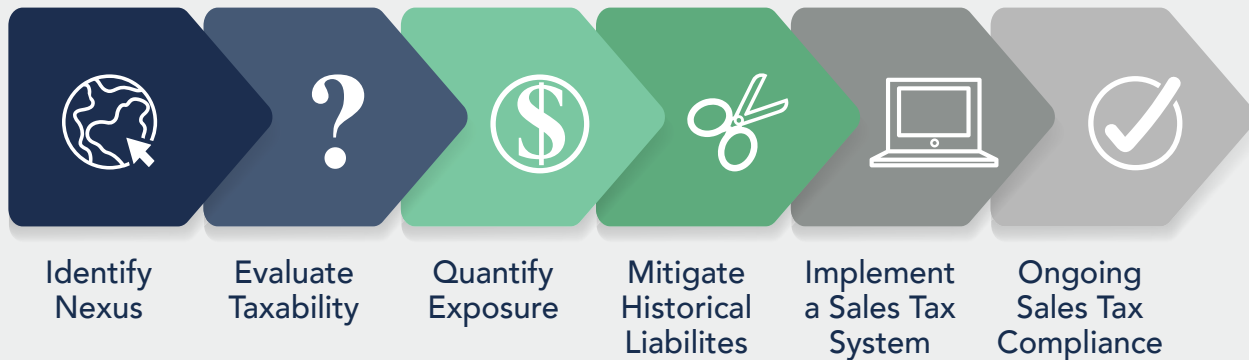 Identify
Nexus
Evaluate
Taxability
Quantify
Exposure
Mitigate
Historical
Liabilites
Implement
a Sales Tax
System
Ongoing
Sales Tax
Compliance